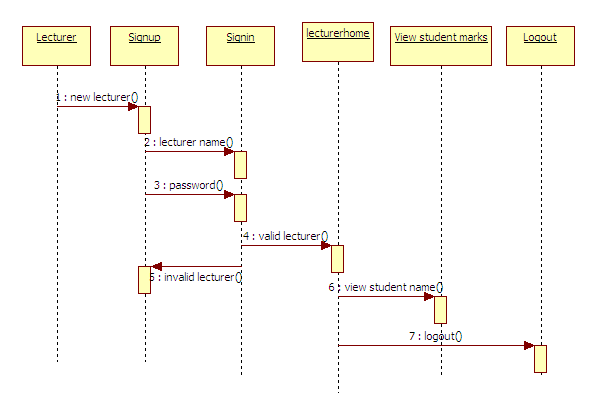 Lecturer
Signup
Signin
lecturerhome
View student marks
Logout
1 : new lecturer()
2 : lecturer name()
3 : password()
4 : valid lecturer()
5 : invalid lecturer()
6 : view student name()
7 : logout()